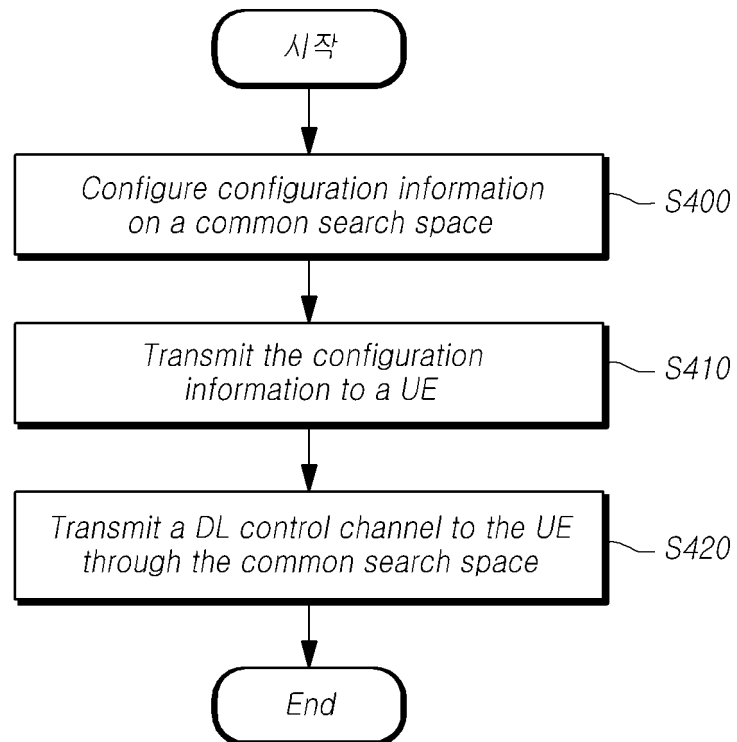 시작
Configure configuration information
on a common search space
S400
Transmit the configuration
information to a UE
S410
Transmit a DL control channel to the UE
through the common search space
S420
End